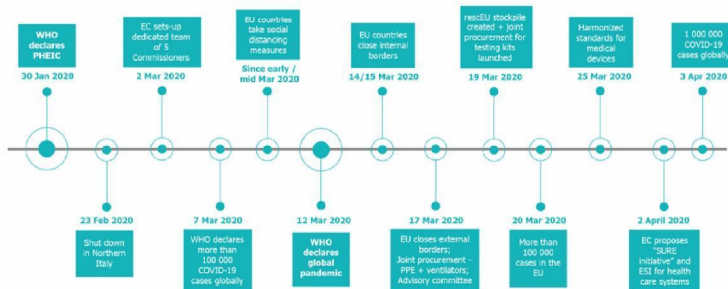 WHO
declares
PHEIC
30 Jan 2020
EC sets-up
dedicated team
of 5
Commissioners
2 Mar 2020
EU countries
take social
distancing
measures
Since early /
mid Mar 2020
EU countries
close internal
borders
14/15 Mar 2020
rescEU stockpile
created + joint
procurement for
testing kits
launched
19 Mar 2020
Harmonized
standards for
medical
devices
25 Mar 2020
1 000 000
COVID-19
cases globally
3 Apr 2020
23 Feb 2020
Shut down
in Northern
Italy
7 Mar 2020
WHO declares
more than
100 000
COVID-19
cases globally
12 Mar 2020
WHO
declares
global
pandemic
17 Mar 2020
EU closes external
borders;
Joint procurement –
PPE + ventilators;
Advisory committee
20 Mar 2020
More than
100 000
cases in the
EU
2 April 2020
EC proposes
"SURE
initiative" and
ESI for health
care systems